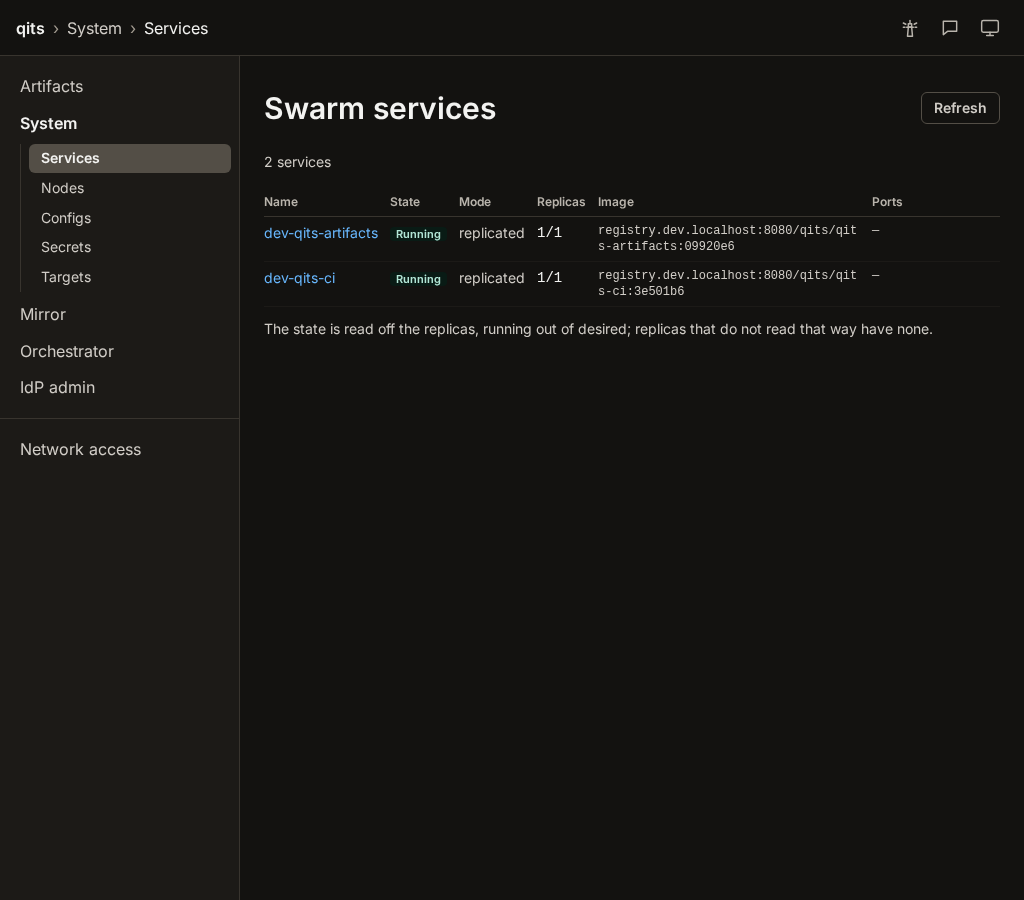 qits › System › Services
Artifacts
System
Services
Nodes
Configs
Secrets
Targets
Mirror
Orchestrator
IdP admin
Network access
Swarm services
Refresh
2 services
Name State Mode Replicas Image Ports
dev-qits-artifacts Running replicated 1/1 registry.dev.localhost:8080/qits/qit —
s-artifacts:09920e6
dev-qits-ci Running replicated 1/1 registry.dev.localhost:8080/qits/qit —
s-ci:3e501b6
The state is read off the replicas, running out of desired; replicas that do not read that way have none.